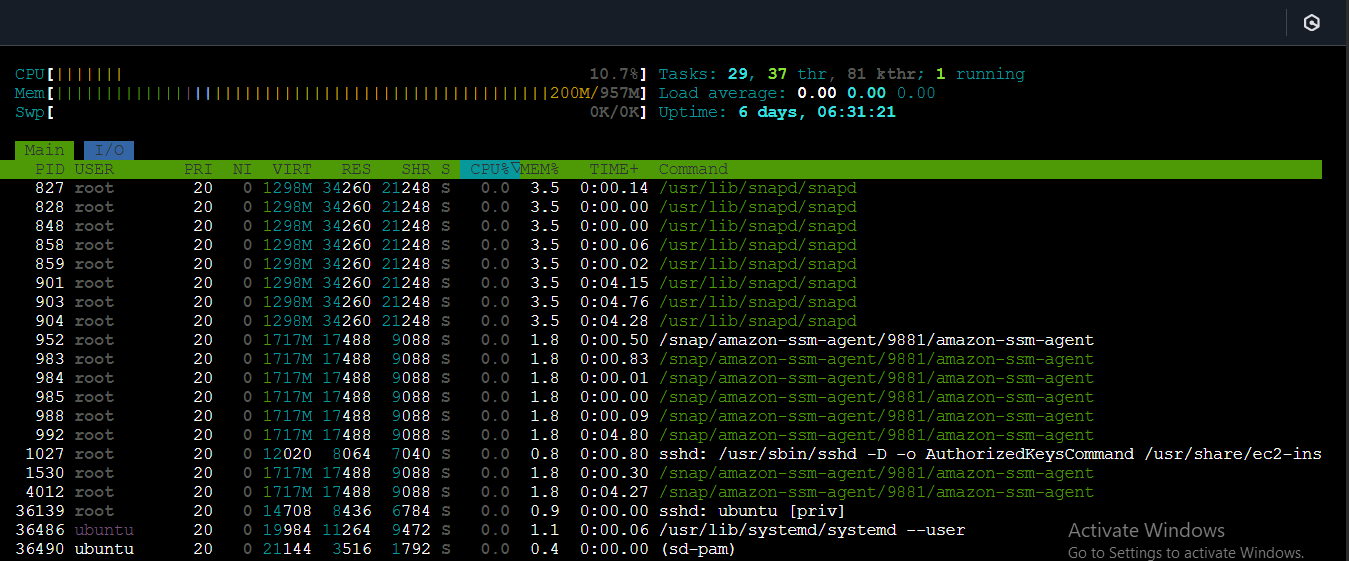 CPU[||||||| 10.7%] Tasks: 29, 37 thr, 81 kthr; 1 running
Mem[||||||||||||||||||||||||||||||||||||||||||||||||||200M/957M] Load average: 0.00 0.00 0.00
Swp[ 0K/0K] Uptime: 6 days, 06:31:21
Main I/O
PID USER PRI NI VIRT RES SHR S CPU%▽MEM% TIME+ Command
827 root 20 0 1298M 34260 21248 S 0.0 3.5 0:00.14 /usr/lib/snapd/snapd
828 root 20 0 1298M 34260 21248 S 0.0 3.5 0:00.00 /usr/lib/snapd/snapd
848 root 20 0 1298M 34260 21248 S 0.0 3.5 0:00.00 /usr/lib/snapd/snapd
858 root 20 0 1298M 34260 21248 S 0.0 3.5 0:00.06 /usr/lib/snapd/snapd
859 root 20 0 1298M 34260 21248 S 0.0 3.5 0:00.02 /usr/lib/snapd/snapd
901 root 20 0 1298M 34260 21248 S 0.0 3.5 0:04.15 /usr/lib/snapd/snapd
903 root 20 0 1298M 34260 21248 S 0.0 3.5 0:04.76 /usr/lib/snapd/snapd
904 root 20 0 1298M 34260 21248 S 0.0 3.5 0:04.28 /usr/lib/snapd/snapd
952 root 20 0 1717M 17488 9088 S 0.0 1.8 0:00.50 /snap/amazon-ssm-agent/9881/amazon-ssm-agent
983 root 20 0 1717M 17488 9088 S 0.0 1.8 0:00.83 /snap/amazon-ssm-agent/9881/amazon-ssm-agent
984 root 20 0 1717M 17488 9088 S 0.0 1.8 0:00.01 /snap/amazon-ssm-agent/9881/amazon-ssm-agent
985 root 20 0 1717M 17488 9088 S 0.0 1.8 0:00.00 /snap/amazon-ssm-agent/9881/amazon-ssm-agent
988 root 20 0 1717M 17488 9088 S 0.0 1.8 0:00.09 /snap/amazon-ssm-agent/9881/amazon-ssm-agent
992 root 20 0 1717M 17488 9088 S 0.0 1.8 0:04.80 /snap/amazon-ssm-agent/9881/amazon-ssm-agent
1027 root 20 0 12020 8064 7040 S 0.0 0.8 0:00.80 sshd: /usr/sbin/sshd -D -o AuthorizedKeysCommand /usr/share/ec2-ins
1530 root 20 0 1717M 17488 9088 S 0.0 1.8 0:00.30 /snap/amazon-ssm-agent/9881/amazon-ssm-agent
4012 root 20 0 1717M 17488 9088 S 0.0 1.8 0:04.27 /snap/amazon-ssm-agent/9881/amazon-ssm-agent
36139 root 20 0 14708 8436 6784 S 0.0 0.9 0:00.00 sshd: ubuntu [priv]
36486 ubuntu 20 0 19984 11264 9472 S 0.0 1.1 0:00.06 /usr/lib/systemd/systemd --user
36490 ubuntu 20 0 21144 3516 1792 S 0.0 0.4 0:00.00 (sd-pam)
Activate Windows
Go to Settings to activate Windows.